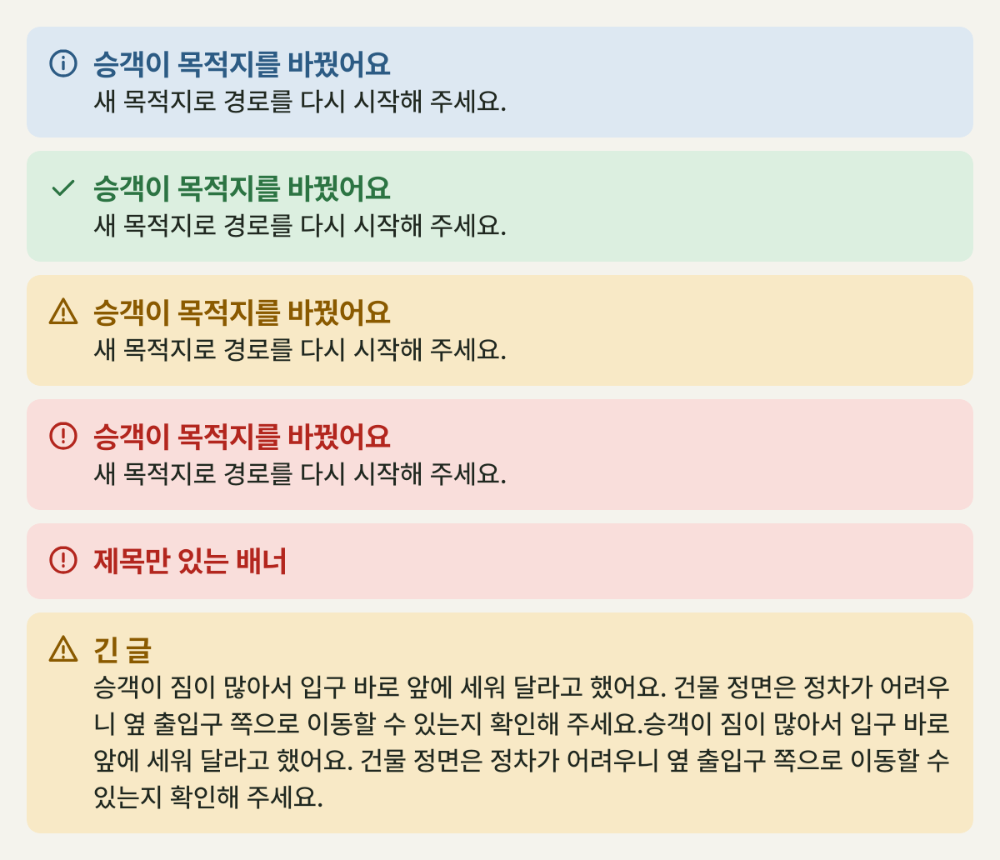 승객이 목적지를 바꿨어요
새 목적지로 경로를 다시 시작해 주세요.
승객이 목적지를 바꿨어요
새 목적지로 경로를 다시 시작해 주세요.
승객이 목적지를 바꿨어요
새 목적지로 경로를 다시 시작해 주세요.
승객이 목적지를 바꿨어요
새 목적지로 경로를 다시 시작해 주세요.
제목만 있는 배너
긴 글
승객이 짐이 많아서 입구 바로 앞에 세워 달라고 했어요. 건물 정면은 정차가 어려우
니 옆 출입구 쪽으로 이동할 수 있는지 확인해 주세요.승객이 짐이 많아서 입구 바로
앞에 세워 달라고 했어요. 건물 정면은 정차가 어려우니 옆 출입구 쪽으로 이동할 수
있는지 확인해 주세요.